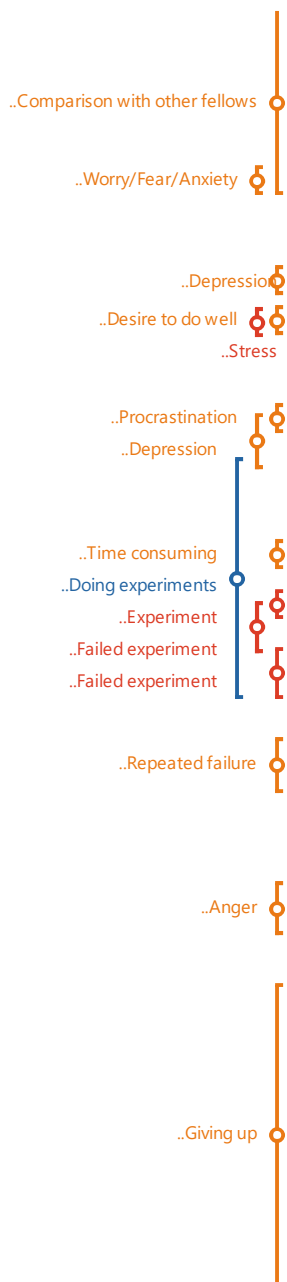 ..Comparison with other fellows
..Worry/Fear/Anxiety
..Depression
..Desire to do well
..Stress
..Procrastination
..Depression
..Time consuming
..Doing experiments
..Experiment
..Failed experiment
..Failed experiment
..Repeated failure
..Anger
..Giving up